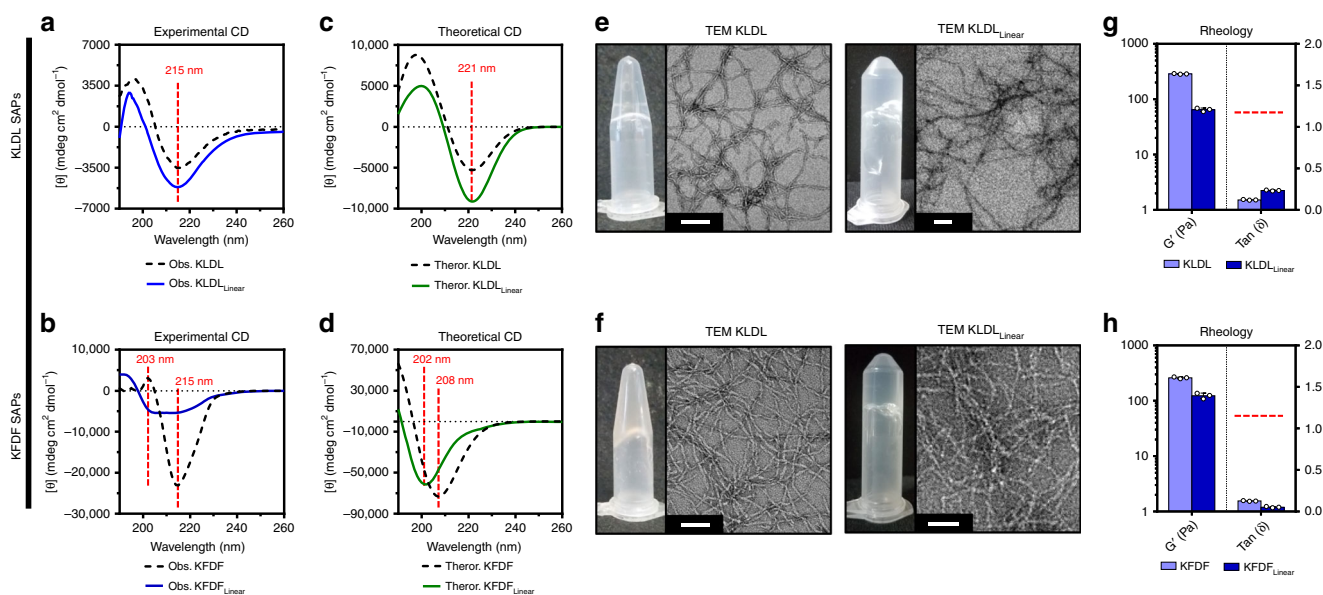 KLDL SAPs
KFDF SAPs
a
Experimental CD
7000
3500
0
−3500
−7000
[θ] (mdeg cm² dmol⁻¹)
215 nm
200
220
240
260
Wavelength (nm)
Obs. KLDL
Obs. KLDL_Linear
c
Theoretical CD
10,000
5000
0
−5000
−10,000
[θ] (mdeg cm² dmol⁻¹)
221 nm
200
220
240
260
Wavelength (nm)
Theror. KLDL
Theror. KLDL_Linear
e
TEM KLDL
TEM KLDL_Linear
g
Rheology
1000
100
10
1
2.0
1.5
1.0
0.5
0.0
G′ (Pa)
Tan (δ)
KLDL
KLDL_Linear
b
Experimental CD
10,000
0
−10,000
−20,000
−30,000
[θ] (mdeg cm² dmol⁻¹)
203 nm
215 nm
200
220
240
260
Wavelength (nm)
Obs. KFDF
Obs. KFDF_Linear
d
Theoretical CD
70,000
30,000
−10,000
−50,000
−90,000
[θ] (mdeg cm² dmol⁻¹)
202 nm
208 nm
200
220
240
260
Wavelength (nm)
Theror. KFDF
Theror. KFDF_Linear
f
TEM KLDL
TEM KLDL_Linear
h
Rheology
1000
100
10
1
2.0
1.5
1.0
0.5
0.0
G′ (Pa)
Tan (δ)
KFDF
KFDF_Linear